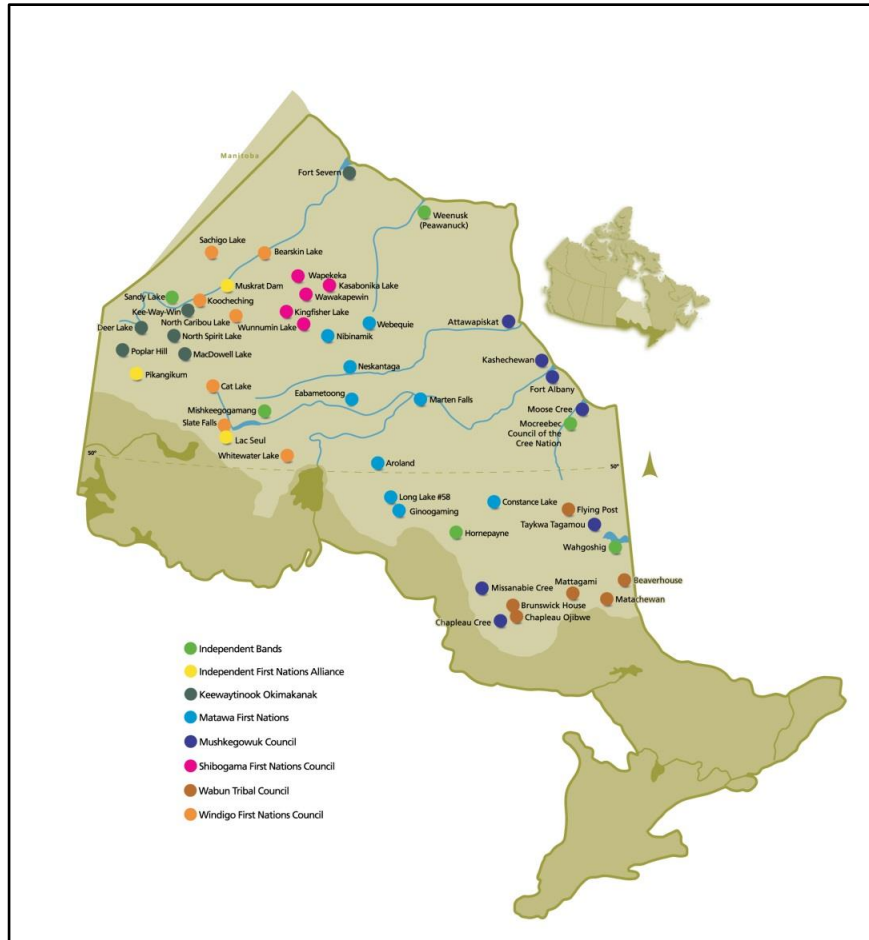 Manitoba
Fort Severn
Weenusk
(Peawanuck)
Sachigo Lake
Bearskin Lake
Wapekeka
Kasabonika Lake
Muskrat Dam
Wawakapewin
Sandy Lake
Koocheching
Kee-Way-Win
Kingfisher Lake
North Caribou Lake
Deer Lake
Wunnumin Lake
Webequie
Attawapiskat
North Spirit Lake
Nibinamik
Poplar Hill
MacDowell Lake
Kashechewan
Pikangikum
Neskantaga
Fort Albany
Cat Lake
Eabametoong
Marten Falls
Mishkeegogamang
Moose Cree
Slate Falls
Mocreebec
Council of the
Cree Nation
Lac Seul
50°
Whitewater Lake
Aroland
50°
Long Lake #58
Constance Lake
Ginoogaming
Flying Post
Taykwa Tagamou
Hornepayne
Wahgoshig
Missanabie Cree
Mattagami
Beaverhouse
Brunswick House
Matachewan
Chapleau Cree
Chapleau Ojibwe
Independent Bands
Independent First Nations Alliance
Keewaytinook Okimakanak
Matawa First Nations
Mushkegowuk Council
Shibogama First Nations Council
Wabun Tribal Council
Windigo First Nations Council